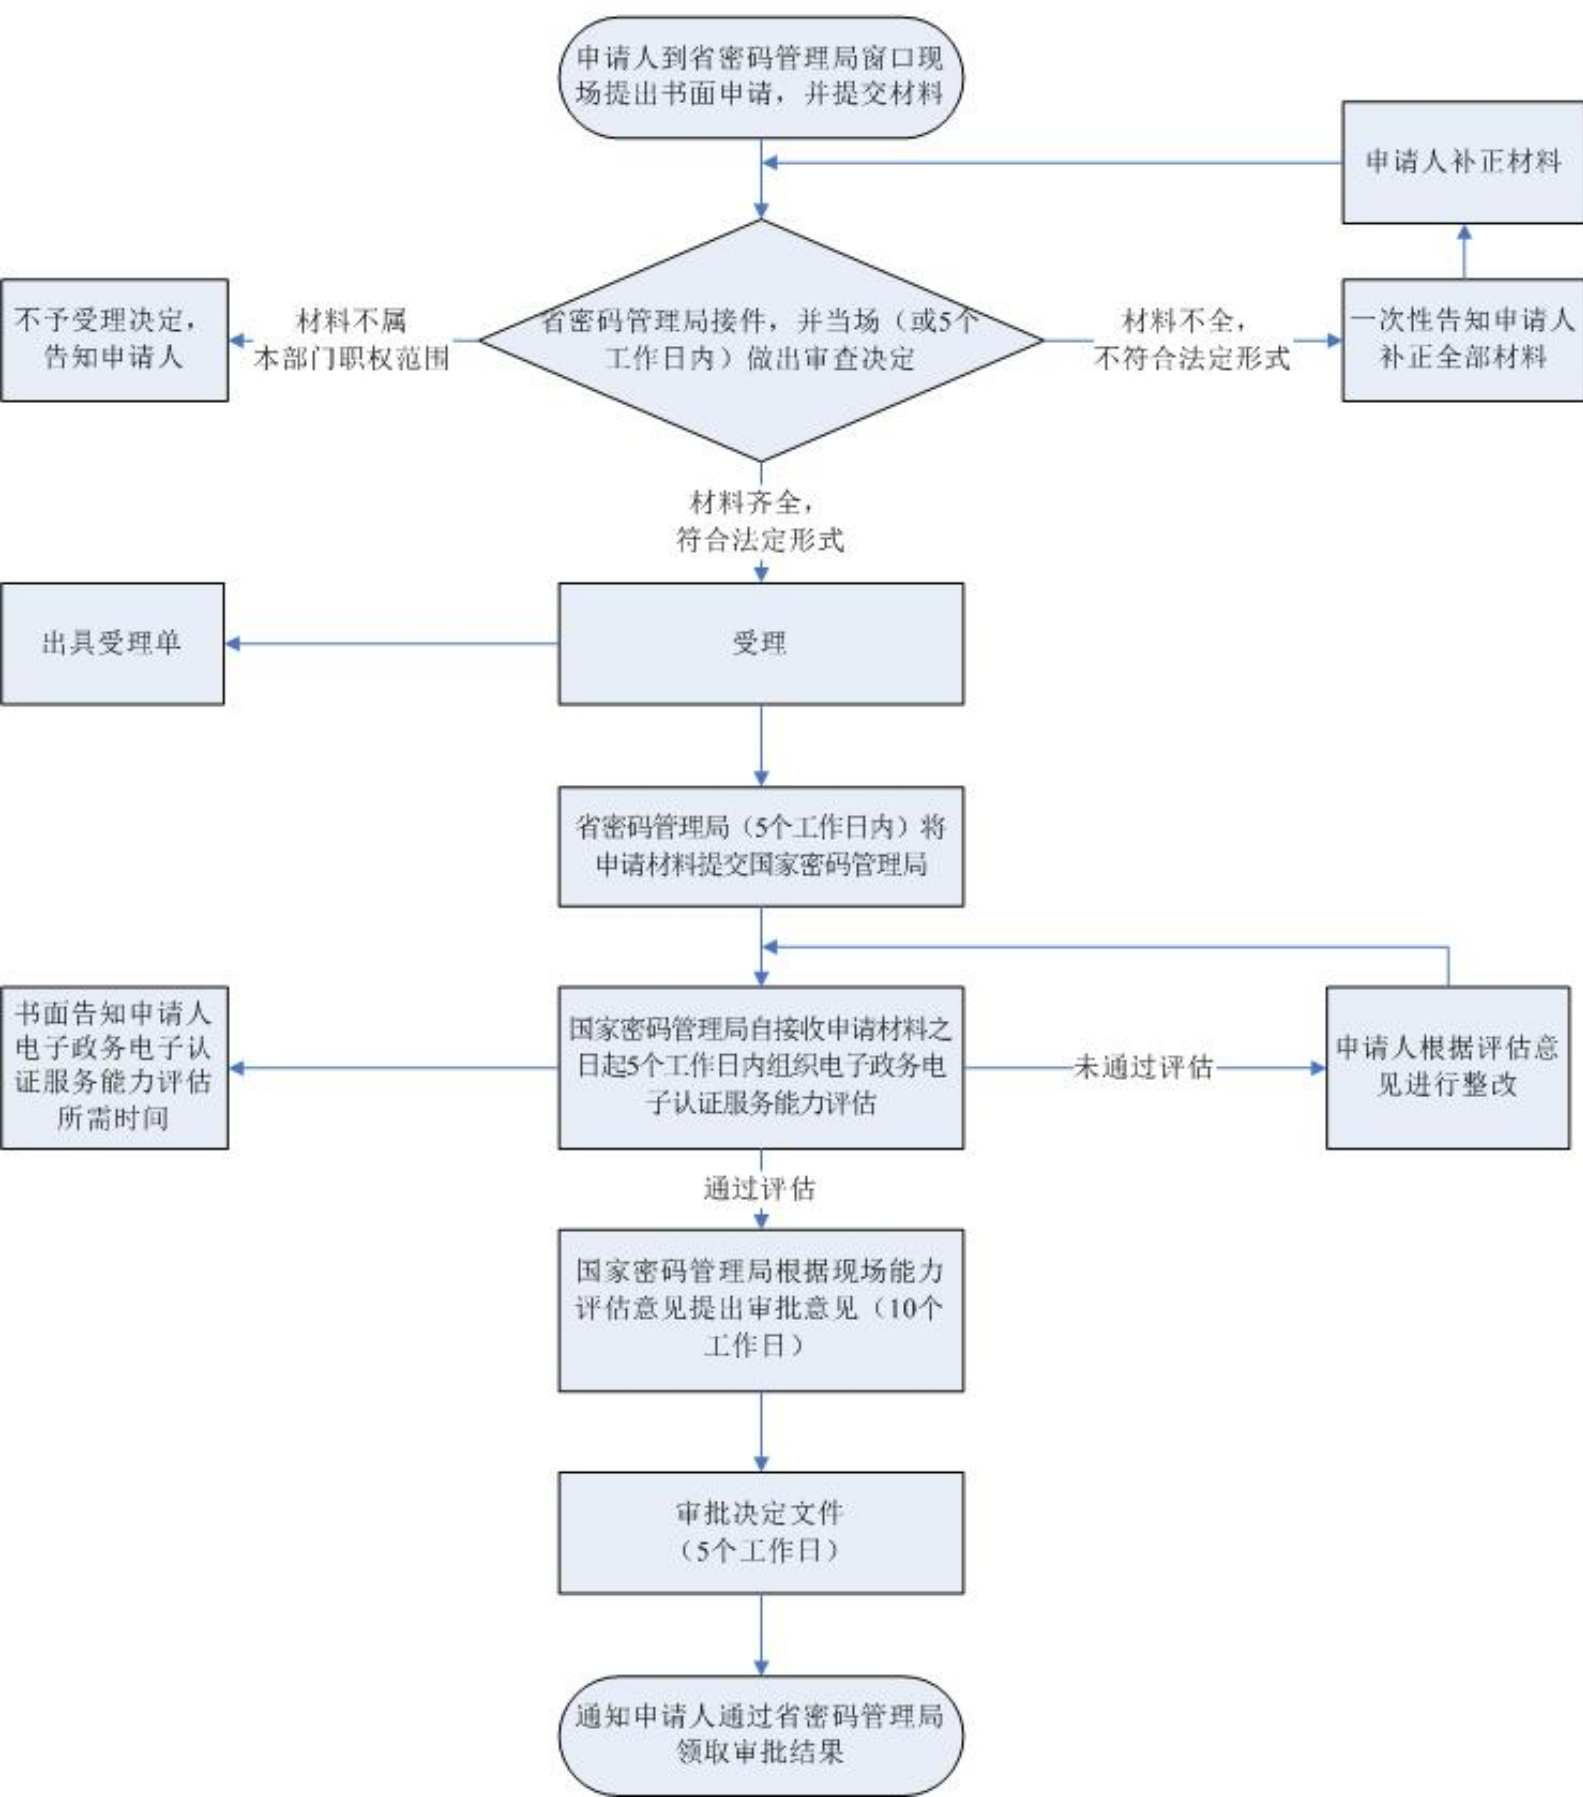 申请人到省密码管理局窗口现
场提出书面申请，并提交材料
申请人补正材料
不予受理决定，
告知申请人
材料不属
本部门职权范围
省密码管理局接件，并当场（或5个
工作日内）做出审查决定
材料不全，
不符合法定形式
一次性告知申请人
补正全部材料
材料齐全，
符合法定形式
出具受理单
受理
省密码管理局（5个工作日内）将
申请材料提交国家密码管理局
书面告知申请人
电子政务电子认
证服务能力评估
所需时间
国家密码管理局自接收申请材料之
日起5个工作日内组织电子政务电
子认证服务能力评估
未通过评估
申请人根据评估意
见进行整改
通过评估
国家密码管理局根据现场能力
评估意见提出审批意见（10个
工作日）
审批决定文件
（5个工作日）
通知申请人通过省密码管理局
领取审批结果